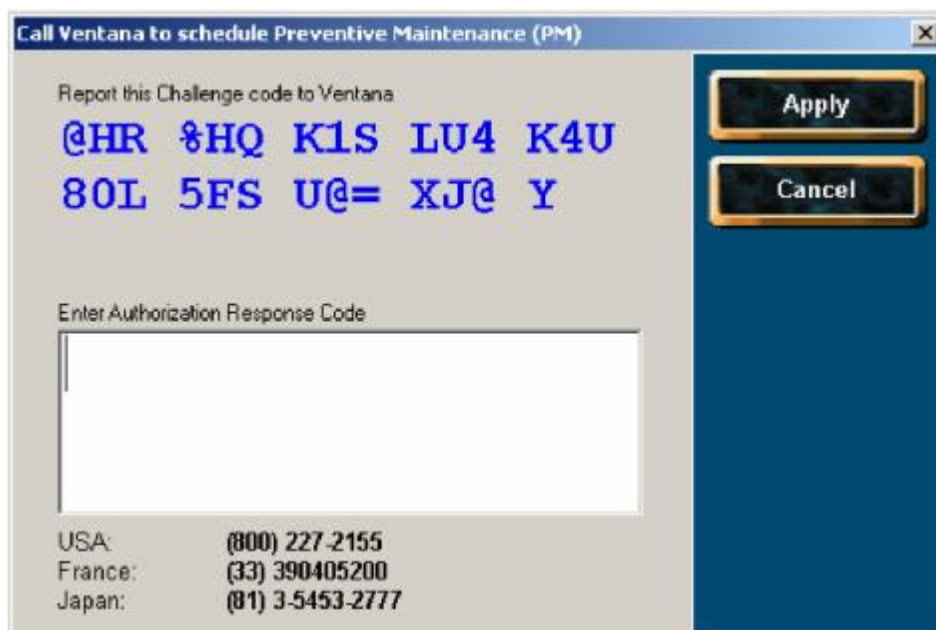 Call Ventana to schedule Preventive Maintenance (PM)
Report this Challenge code to Ventana
@HR %HQ K1S LU4 K4U
80L 5FS U@= XJ@ Y
Apply
Cancel
Enter Authorization Response Code
USA: (800) 227-2155
France: (33) 390405200
Japan: (81) 3-5453-2777